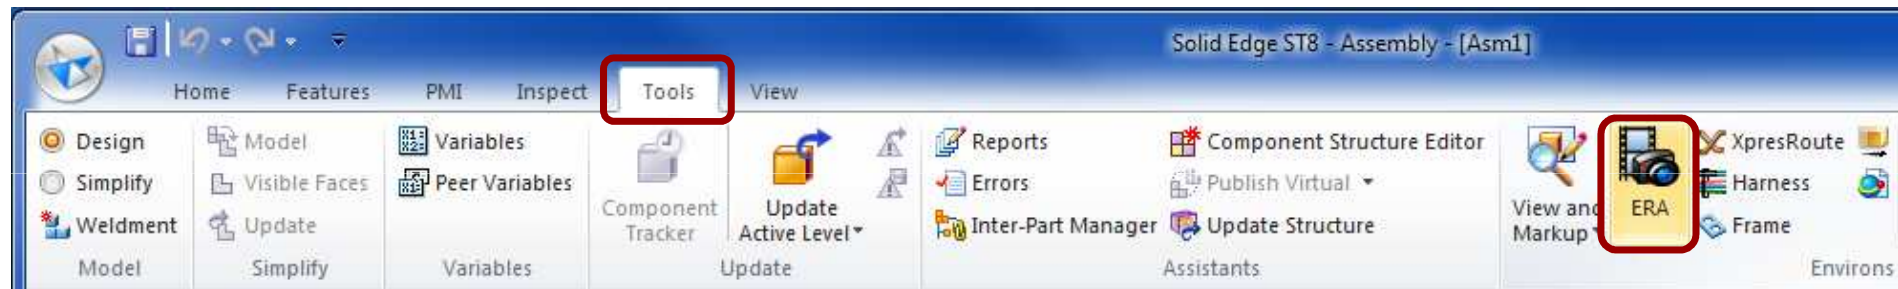 Solid Edge ST8 - Assembly - [Asm1]
Home Features PMI Inspect Tools View
Design
Simplify
Weldment
Model
Model
Visible Faces
Update
Simplify
X1=
X2=
Variables
Peer Variables
Variables
Component
Tracker
Update
Active Level
Update
Reports
Errors
Inter-Part Manager
Component Structure Editor
Publish Virtual
Update Structure
Assistants
View and
Markup
ERA
XpresRoute
Harness
Frame
Environs